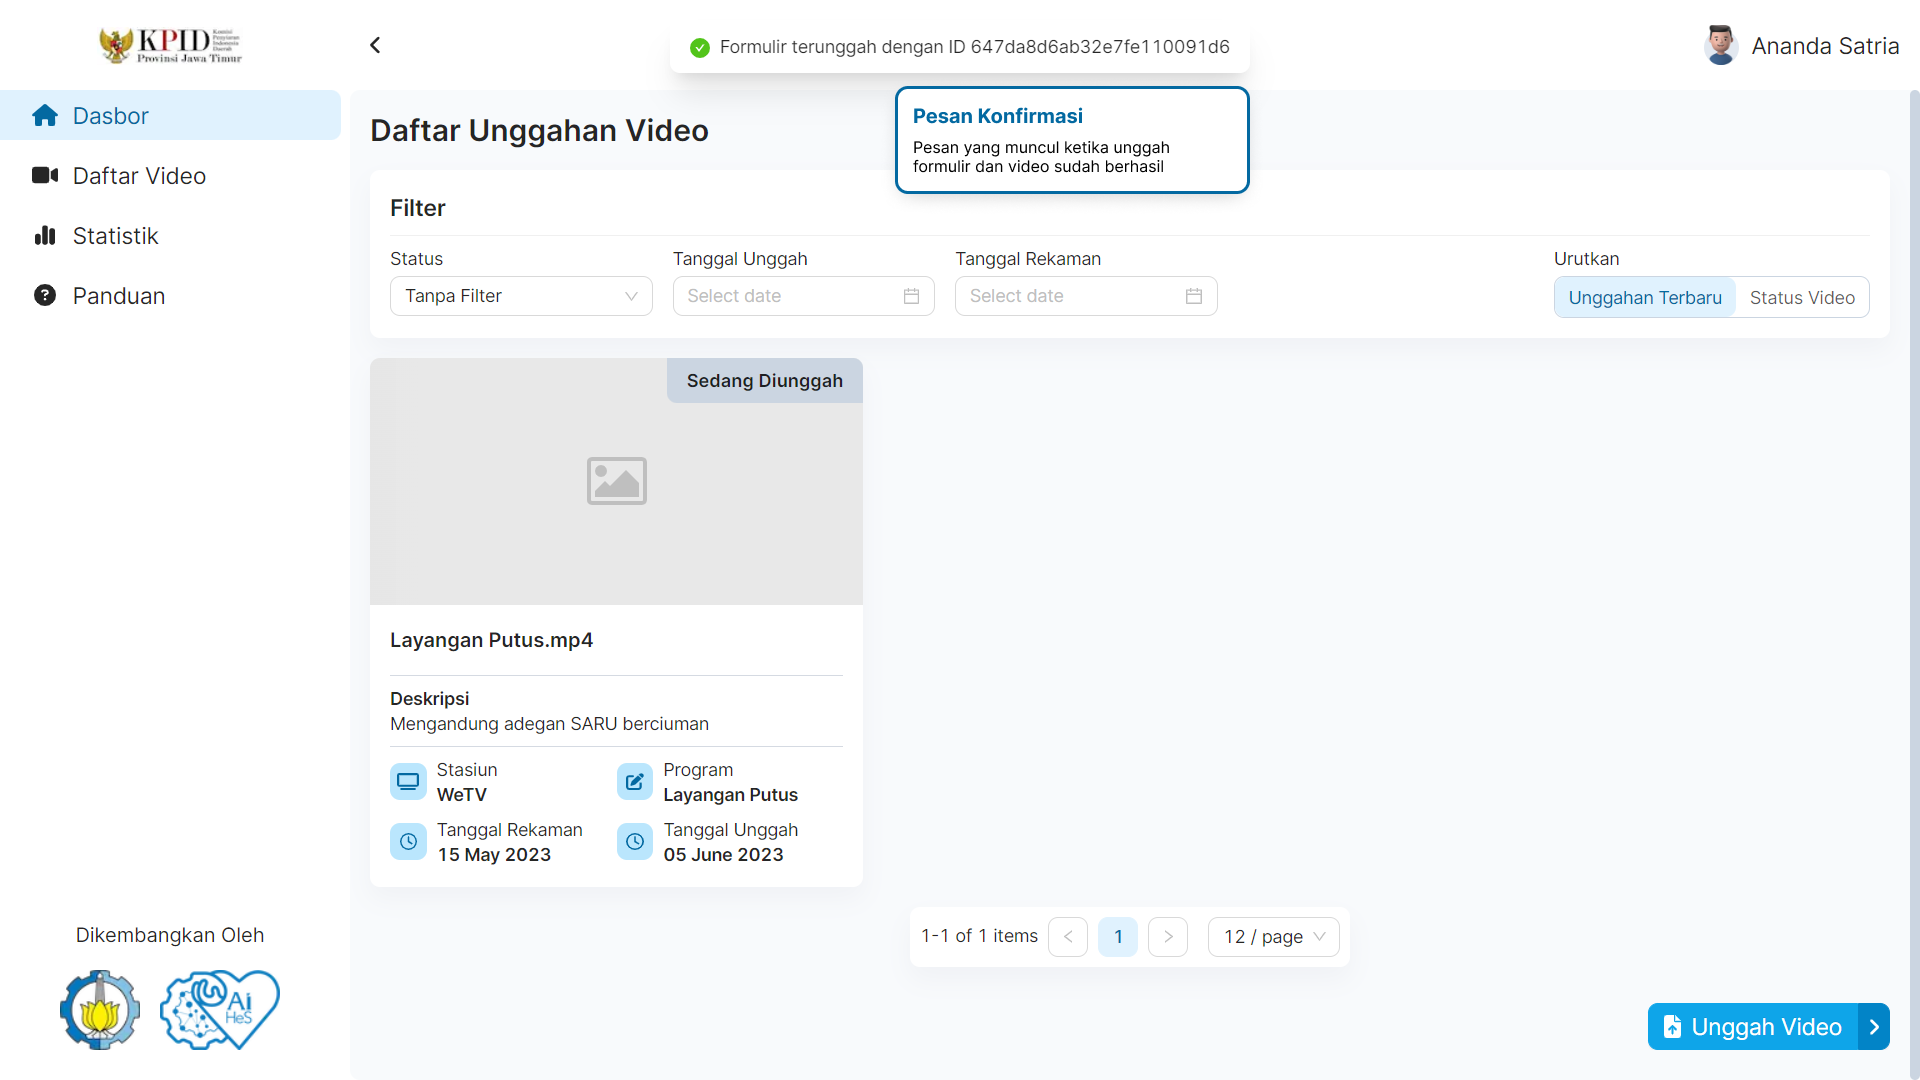 KPID
Komisi
Penyiaran
Indonesia
Daerah
Provinsi Jawa Timur
Formulir terunggah dengan ID 647da8d6ab32e7fe110091d6
Ananda Satria
Dasbor
Daftar Video
Statistik
Panduan
Daftar Unggahan Video
Pesan Konfirmasi
Pesan yang muncul ketika unggah
formulir dan video sudah berhasil
Filter
Status
Tanggal Unggah
Tanggal Rekaman
Urutkan
Tanpa Filter
Select date
Select date
Unggahan Terbaru
Status Video
Sedang Diunggah
Layangan Putus.mp4
Deskripsi
Mengandung adegan SARU berciuman
Stasiun
WeTV
Program
Layangan Putus
Tanggal Rekaman
15 May 2023
Tanggal Unggah
05 June 2023
1-1 of 1 items
1
12 / page
Dikembangkan Oleh
Ai
HeS
Unggah Video